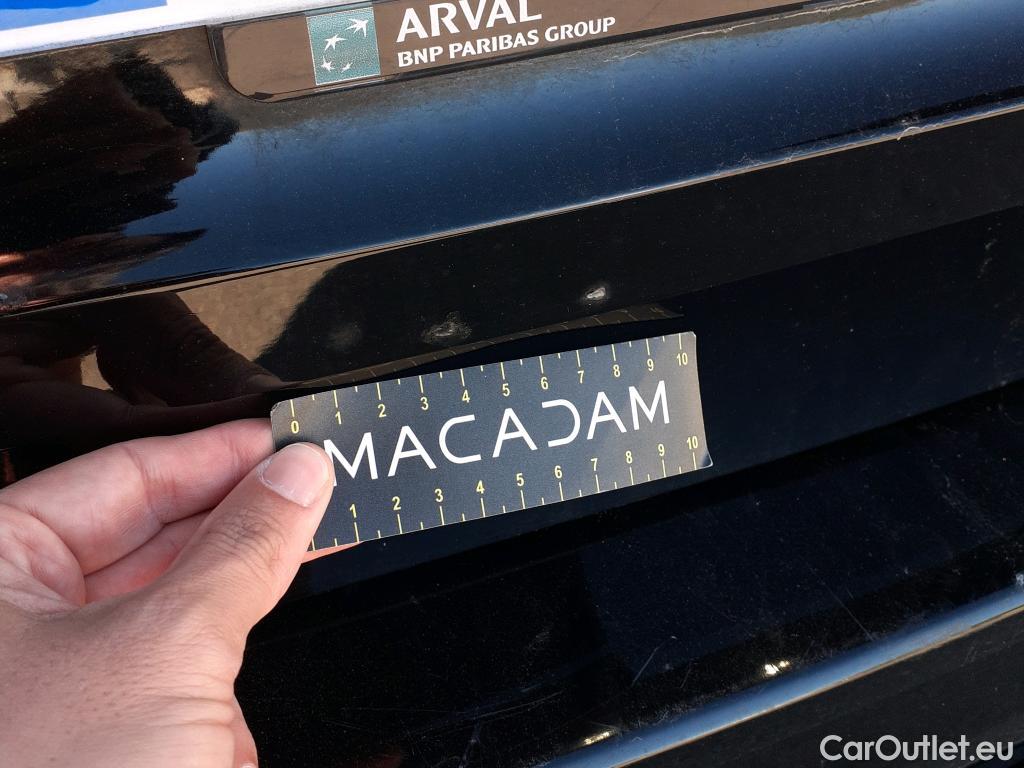 ARVAL
BNP PARIBAS GROUP
0 1 2 3 4 5 6 7 8 9 10
MACADAM
1 2 3 4 5 6 7 8 9 10
CarOutlet.eu